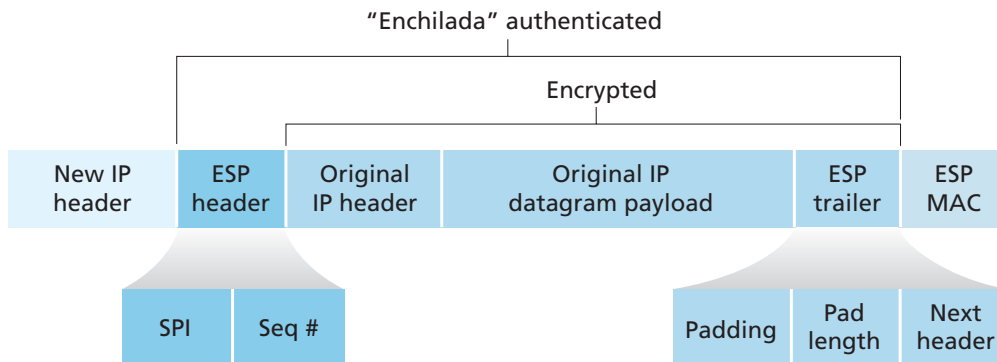 “Enchilada” authenticated
Encrypted
New IP
header
ESP
header
Original
IP header
Original IP
datagram payload
ESP
trailer
ESP
MAC
SPI
Seq #
Padding
Pad
length
Next
header